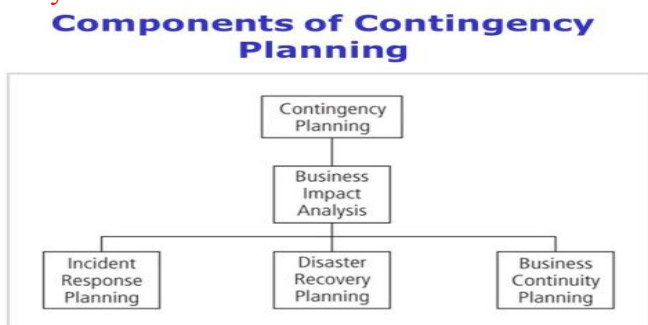 Components of Contingency
Planning
Contingency
Planning
Business
Impact
Analysis
Incident
Response
Planning
Disaster
Recovery
Planning
Business
Continuity
Planning